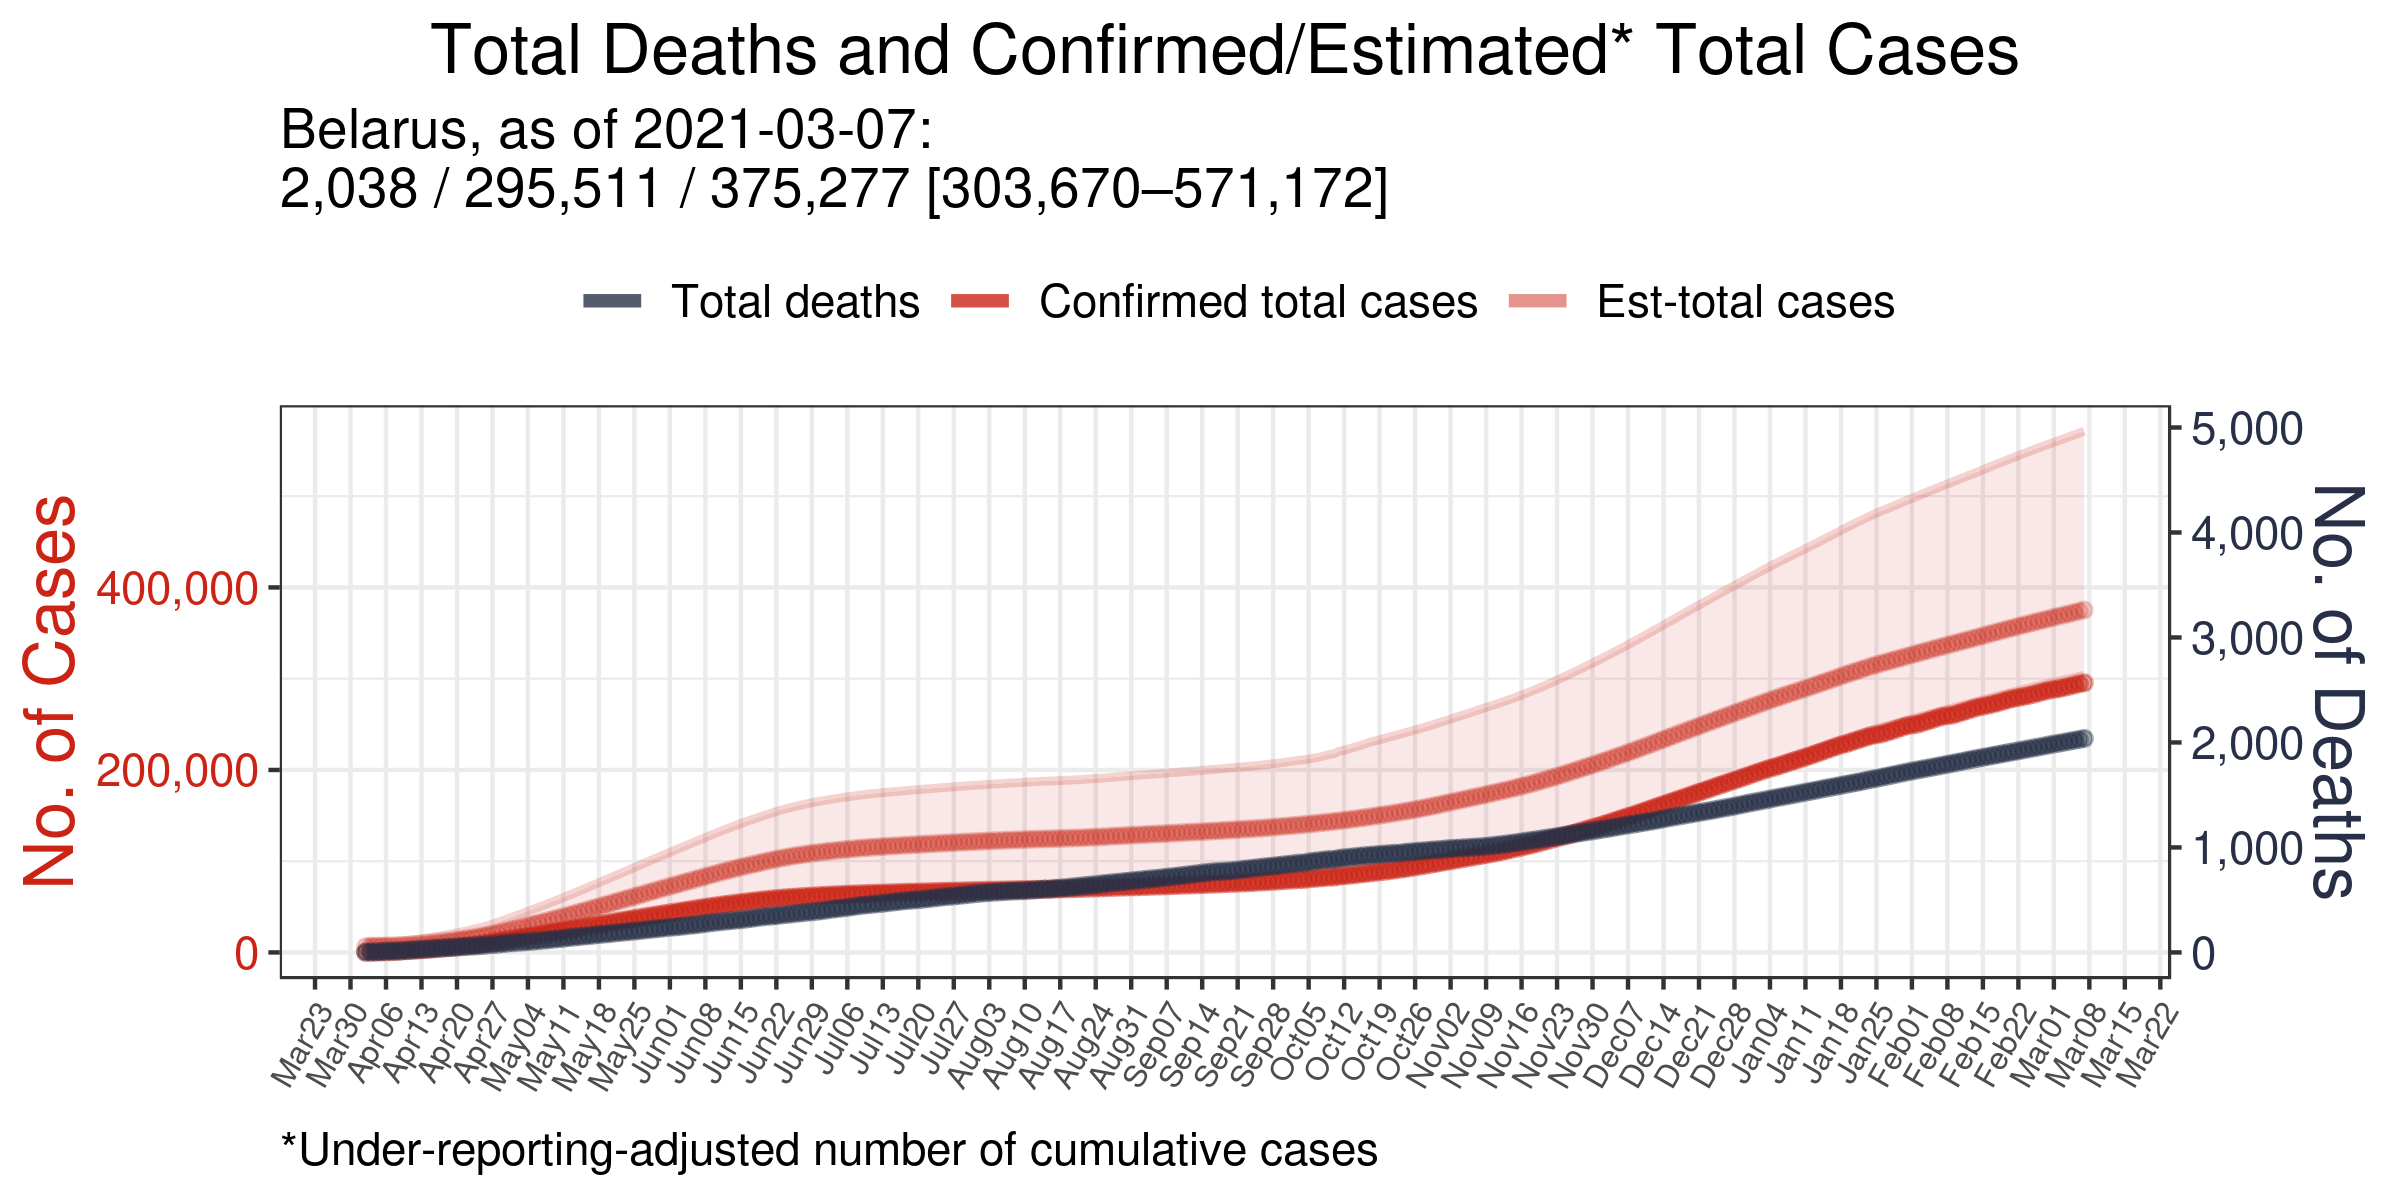 Total Deaths and Confirmed/Estimated* Total Cases
Belarus, as of 2021-03-07:
2,038 / 295,511 / 375,277 [303,670–571,172]
Total deaths
Confirmed total cases
Est-total cases
No. of Cases
400,000
200,000
0
5,000
4,000
3,000
2,000
1,000
0
No. of Deaths
Mar23
Mar30
Apr06
Apr13
Apr20
Apr27
May04
May11
May18
May25
Jun01
Jun08
Jun15
Jun22
Jun29
Jul06
Jul13
Jul20
Jul27
Aug03
Aug10
Aug17
Aug24
Aug31
Sep07
Sep14
Sep21
Sep28
Oct05
Oct12
Oct19
Oct26
Nov02
Nov09
Nov16
Nov23
Nov30
Dec07
Dec14
Dec21
Dec28
Jan04
Jan11
Jan18
Jan25
Feb01
Feb08
Feb15
Feb22
Mar01
Mar08
Mar15
Mar22
*Under-reporting-adjusted number of cumulative cases